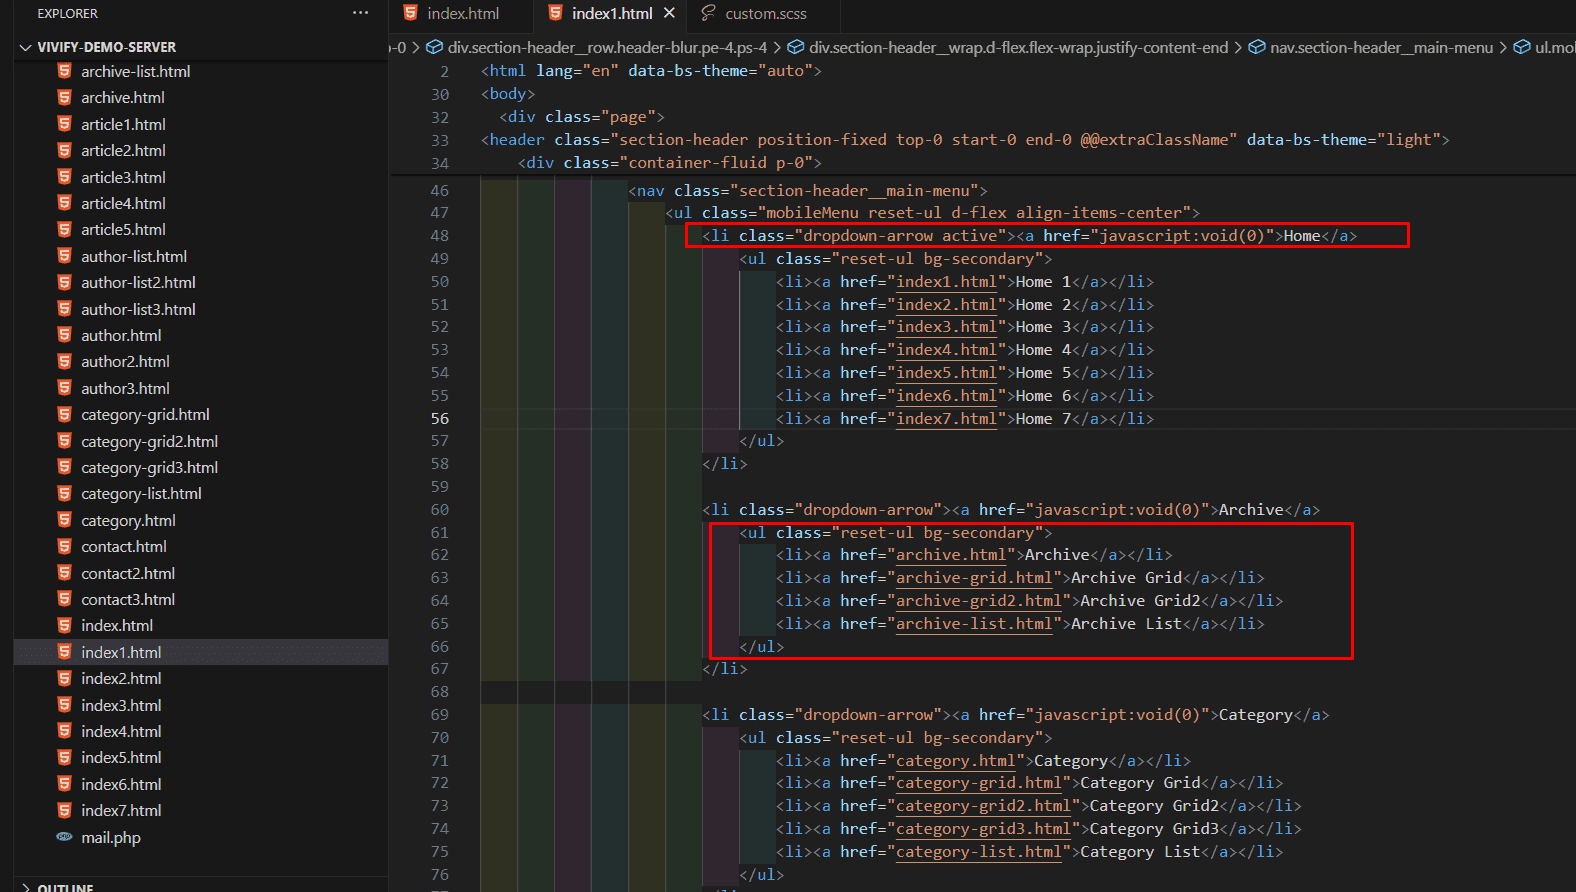 EXPLORER
···
index.html
index1.html
custom.scss
VIVIFY-DEMO-SERVER
-0 > div.section-header__row.header-blur.pe-4.ps-4 > div.section-header__wrap.d-flex.flex-wrap.justify-content-end > nav.section-header__main-menu > ul.mol
archive-list.html
archive.html
article1.html
article2.html
article3.html
article4.html
article5.html
author-list.html
author-list2.html
author-list3.html
author.html
author2.html
author3.html
category-grid.html
category-grid2.html
category-grid3.html
category-list.html
category.html
contact.html
contact2.html
contact3.html
index.html
index1.html
index2.html
index3.html
index4.html
index5.html
index6.html
index7.html
mail.php
OUTLINE
2 <html lang="en" data-bs-theme="auto">
30 <body>
32 <div class="page">
33 <header class="section-header position-fixed top-0 start-0 end-0 @@extraClassName" data-bs-theme="light">
34 <div class="container-fluid p-0">
46 <nav class="section-header__main-menu">
47 <ul class="mobileMenu reset-ul d-flex align-items-center">
48 <li class="dropdown-arrow active"><a href="javascript:void(0)">Home</a>
49 <ul class="reset-ul bg-secondary">
50 <li><a href="index1.html">Home 1</a></li>
51 <li><a href="index2.html">Home 2</a></li>
52 <li><a href="index3.html">Home 3</a></li>
53 <li><a href="index4.html">Home 4</a></li>
54 <li><a href="index5.html">Home 5</a></li>
55 <li><a href="index6.html">Home 6</a></li>
56 <li><a href="index7.html">Home 7</a></li>
57 </ul>
58 </li>
59
60 <li class="dropdown-arrow"><a href="javascript:void(0)">Archive</a>
61 <ul class="reset-ul bg-secondary">
62 <li><a href="archive.html">Archive</a></li>
63 <li><a href="archive-grid.html">Archive Grid</a></li>
64 <li><a href="archive-grid2.html">Archive Grid2</a></li>
65 <li><a href="archive-list.html">Archive List</a></li>
66 </ul>
67 </li>
68
69 <li class="dropdown-arrow"><a href="javascript:void(0)">Category</a>
70 <ul class="reset-ul bg-secondary">
71 <li><a href="category.html">Category</a></li>
72 <li><a href="category-grid.html">Category Grid</a></li>
73 <li><a href="category-grid2.html">Category Grid2</a></li>
74 <li><a href="category-grid3.html">Category Grid3</a></li>
75 <li><a href="category-list.html">Category List</a></li>
76 </ul>